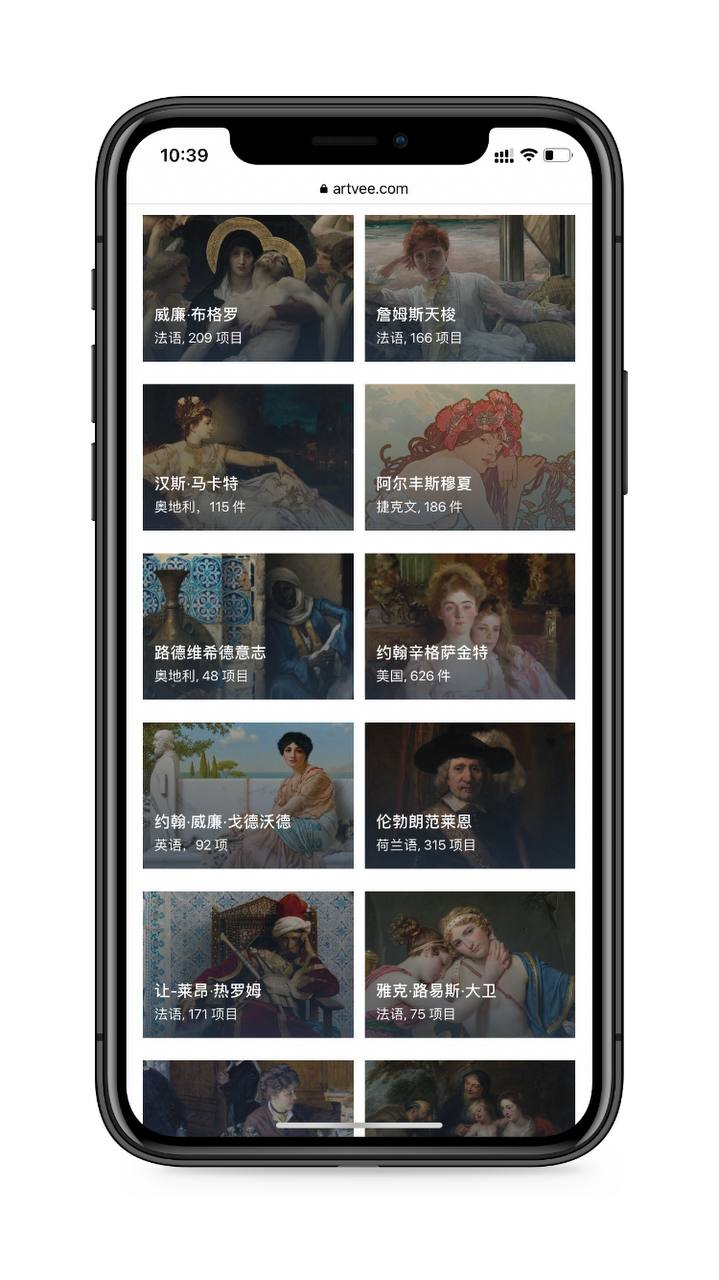 10:39
artvee.com
威廉·布格罗
法语, 209 项目
詹姆斯天梭
法语, 166 项目
汉斯·马卡特
奥地利，115 件
阿尔丰斯穆夏
捷克文, 186 件
路德维希德意志
奥地利, 48 项目
约翰辛格萨金特
美国, 626 件
约翰·威廉·戈德沃德
英语，92 项
伦勃朗范莱恩
荷兰语, 315 项目
让-莱昂·热罗姆
法语, 171 项目
雅克·路易斯·大卫
法语, 75 项目